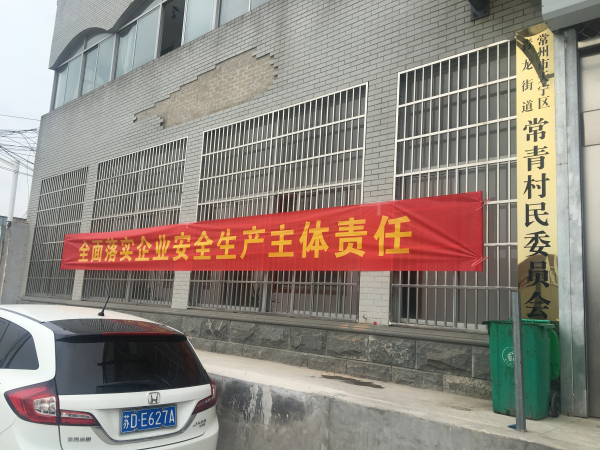 全面落实企业安全生产主体责任
常州市天宁区
青龙街道
常青村民委员会
苏D·E627A